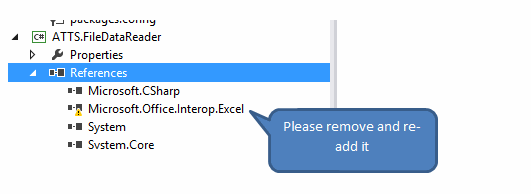 packages.config
C# ATTS.FileDataReader
Properties
References
Microsoft.CSharp
Microsoft.Office.Interop.Excel
System
System.Core
Please remove and re-
add it